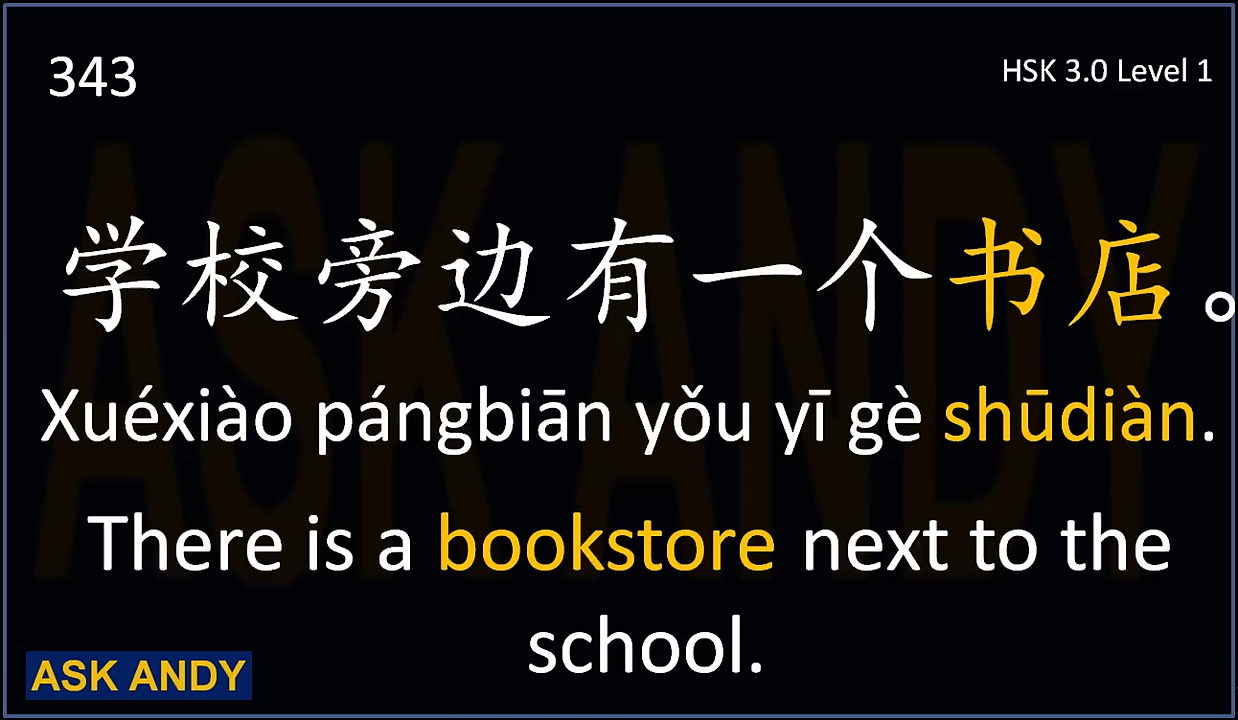 343
HSK 3.0 Level 1
学校旁边有一个书店。
Xuéxiào pángbiān yǒu yī gè shūdiàn.
There is a bookstore next to the
school.
ASK ANDY
ASK ANDY